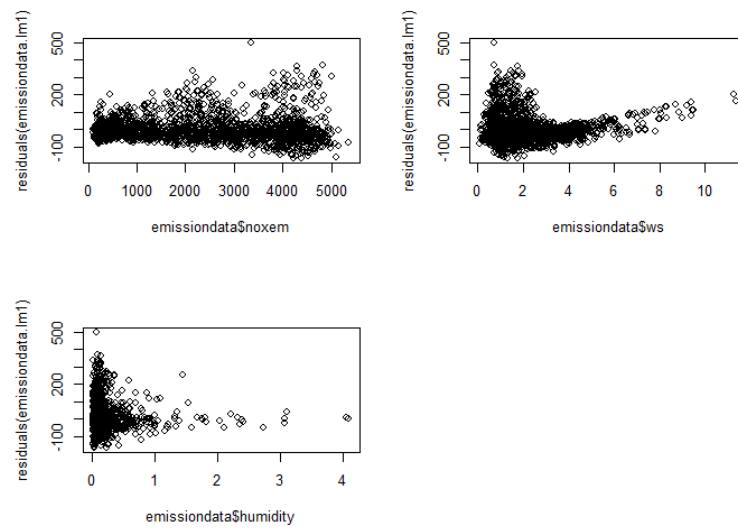 residuals(emissiondata.lm1)
500
200
-100
0 1000 2000 3000 4000 5000
emissiondata$noxem
residuals(emissiondata.lm1)
500
200
-100
0 2 4 6 8 10
emissiondata$ws
residuals(emissiondata.lm1)
500
200
-100
0 1 2 3 4
emissiondata$humidity